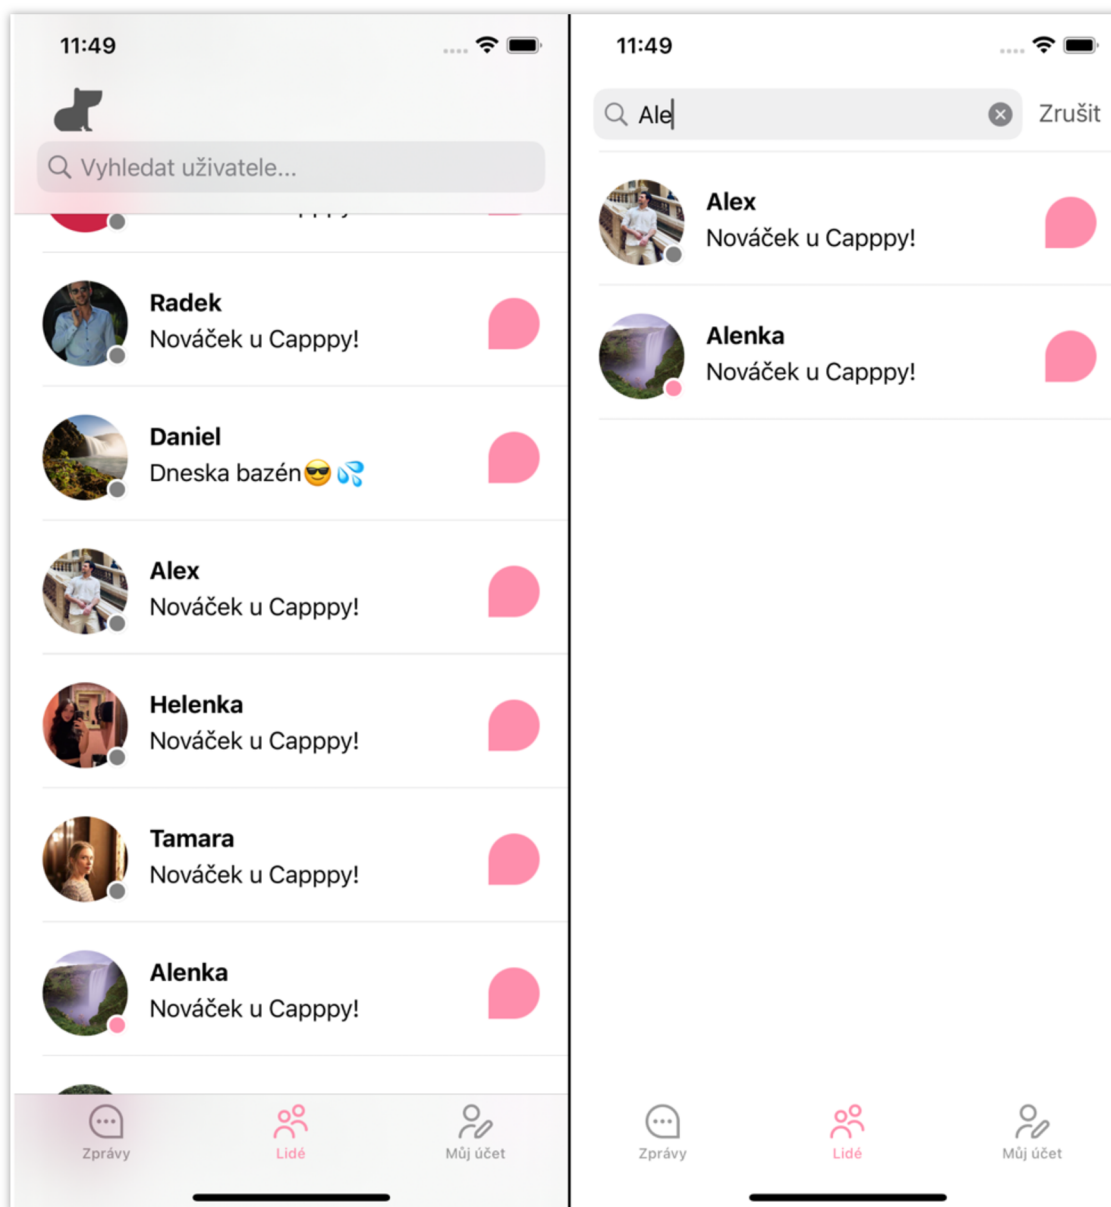 11:49
Vyhledat uživatele...
Radek
Nováček u Capppy!
Daniel
Dneska bazén😎💦
Alex
Nováček u Capppy!
Helenka
Nováček u Capppy!
Tamara
Nováček u Capppy!
Alenka
Nováček u Capppy!
Zprávy
Lidé
Můj účet
11:49
Ale
Zrušit
Alex
Nováček u Capppy!
Alenka
Nováček u Capppy!
Zprávy
Lidé
Můj účet